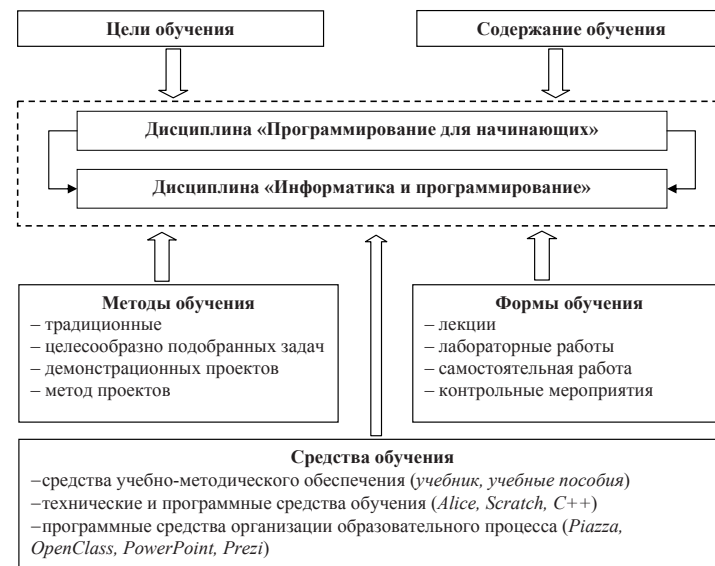 Цели обучения
Содержание обучения
Дисциплина «Программирование для начинающих»
Дисциплина «Информатика и программирование»
Методы обучения
– традиционные
– целесообразно подобранных задач
– демонстрационных проектов
– метод проектов
Формы обучения
– лекции
– лабораторные работы
– самостоятельная работа
– контрольные мероприятия
Средства обучения
–средства учебно-методического обеспечения (учебник, учебные пособия)
–технические и программные средства обучения (Alice, Scratch, C++)
–программные средства организации образовательного процесса (Piazza,
OpenClass, PowerPoint, Prezi)